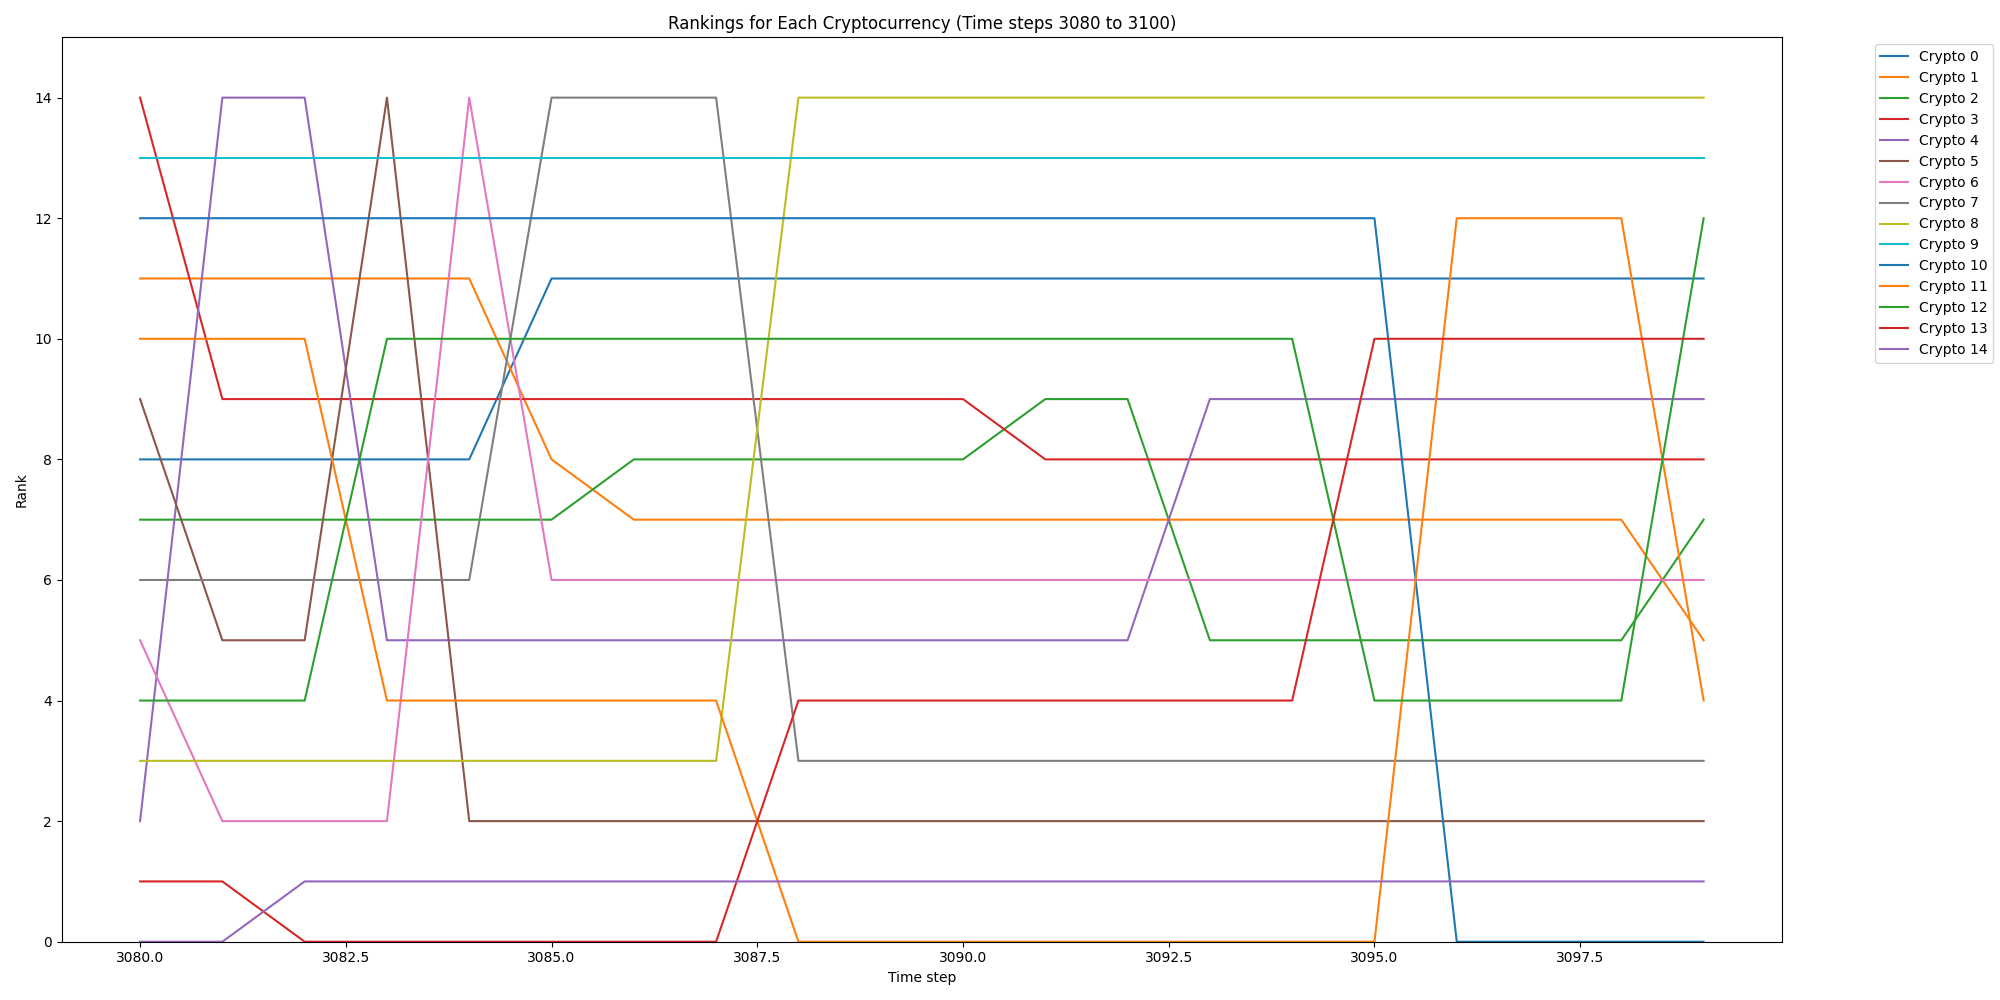 Rankings for Each Cryptocurrency (Time steps 3080 to 3100)
Rank
14
12
10
8
6
4
2
0
3080.0
3082.5
3085.0
3087.5
3090.0
3092.5
3095.0
3097.5
Time step
Crypto 0
Crypto 1
Crypto 2
Crypto 3
Crypto 4
Crypto 5
Crypto 6
Crypto 7
Crypto 8
Crypto 9
Crypto 10
Crypto 11
Crypto 12
Crypto 13
Crypto 14